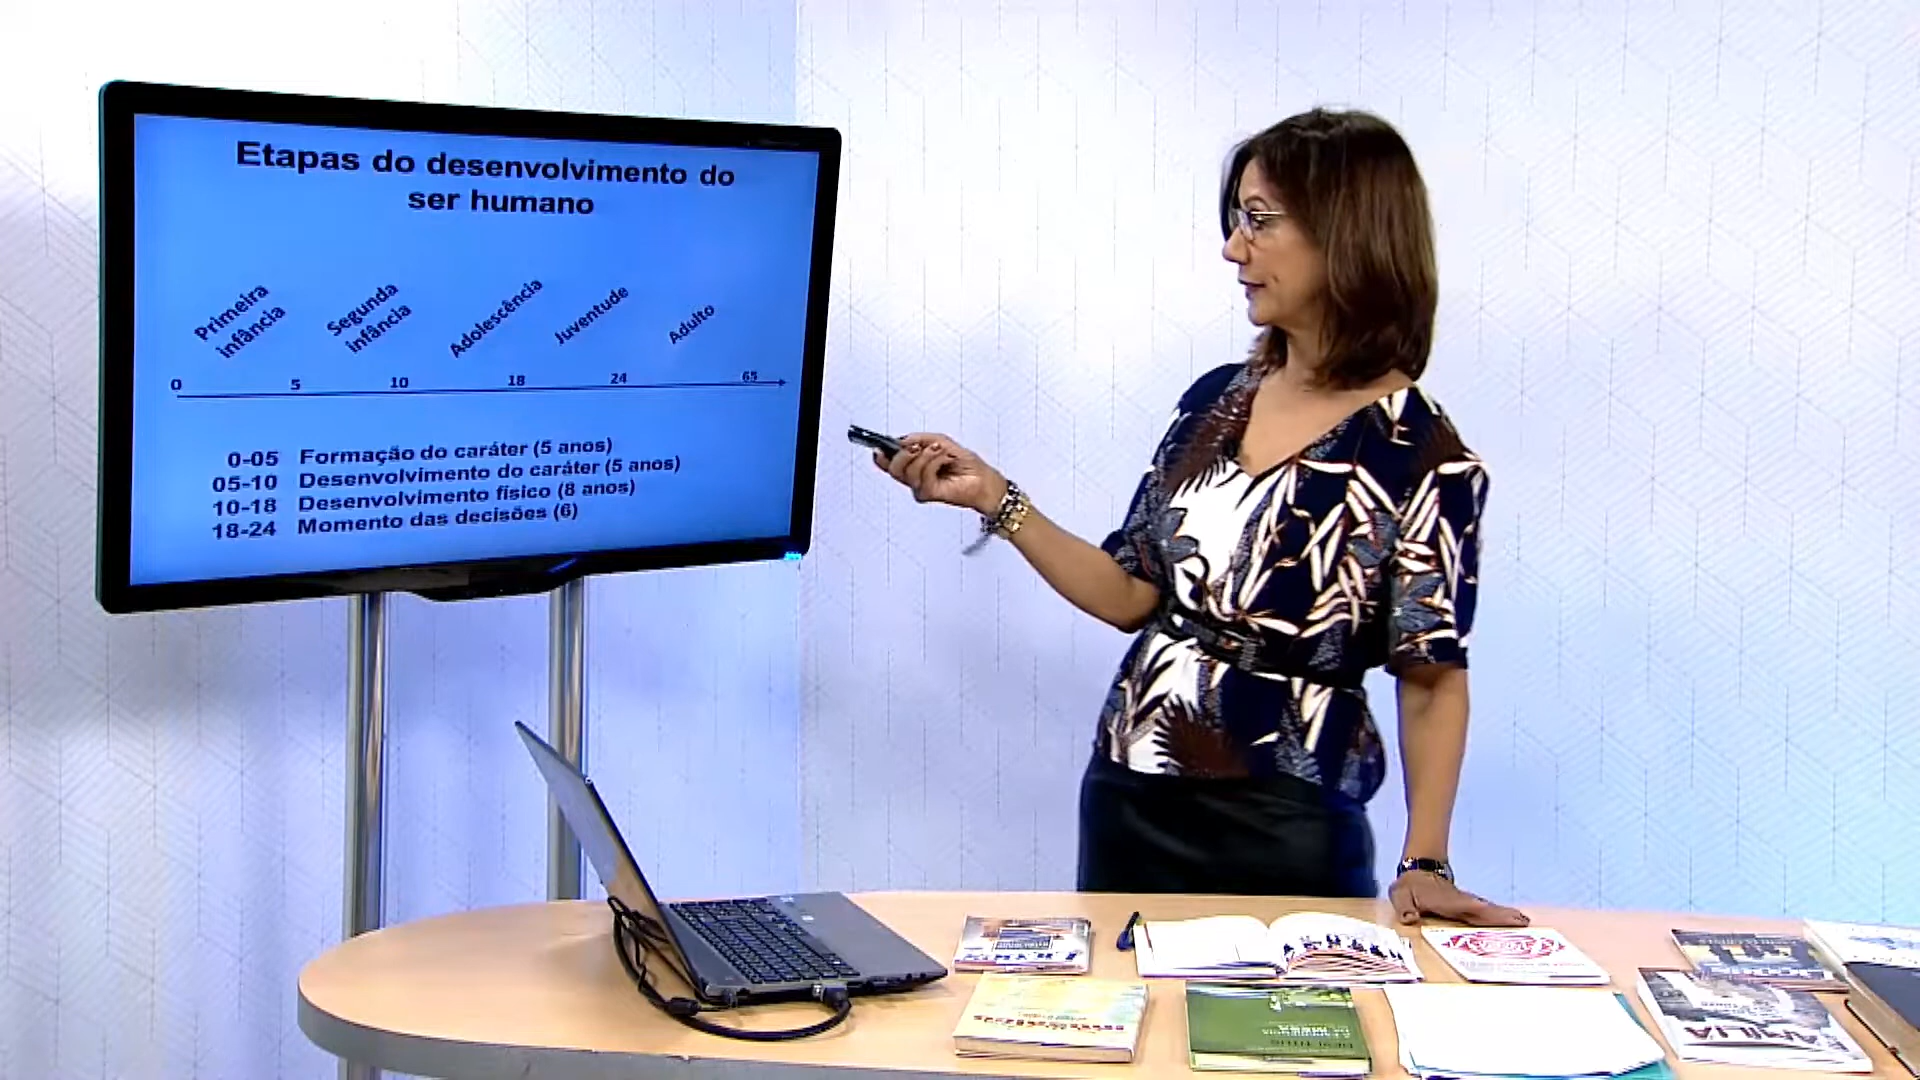 Etapas do desenvolvimento do
ser humano
Primeira
infância
Segunda
infância
Adolescência
Juventude
Adulto
0 5 10 18 24 65
0-05 Formação do caráter (5 anos)
05-10 Desenvolvimento do caráter (5 anos)
10-18 Desenvolvimento físico (8 anos)
18-24 Momento das decisões (6)